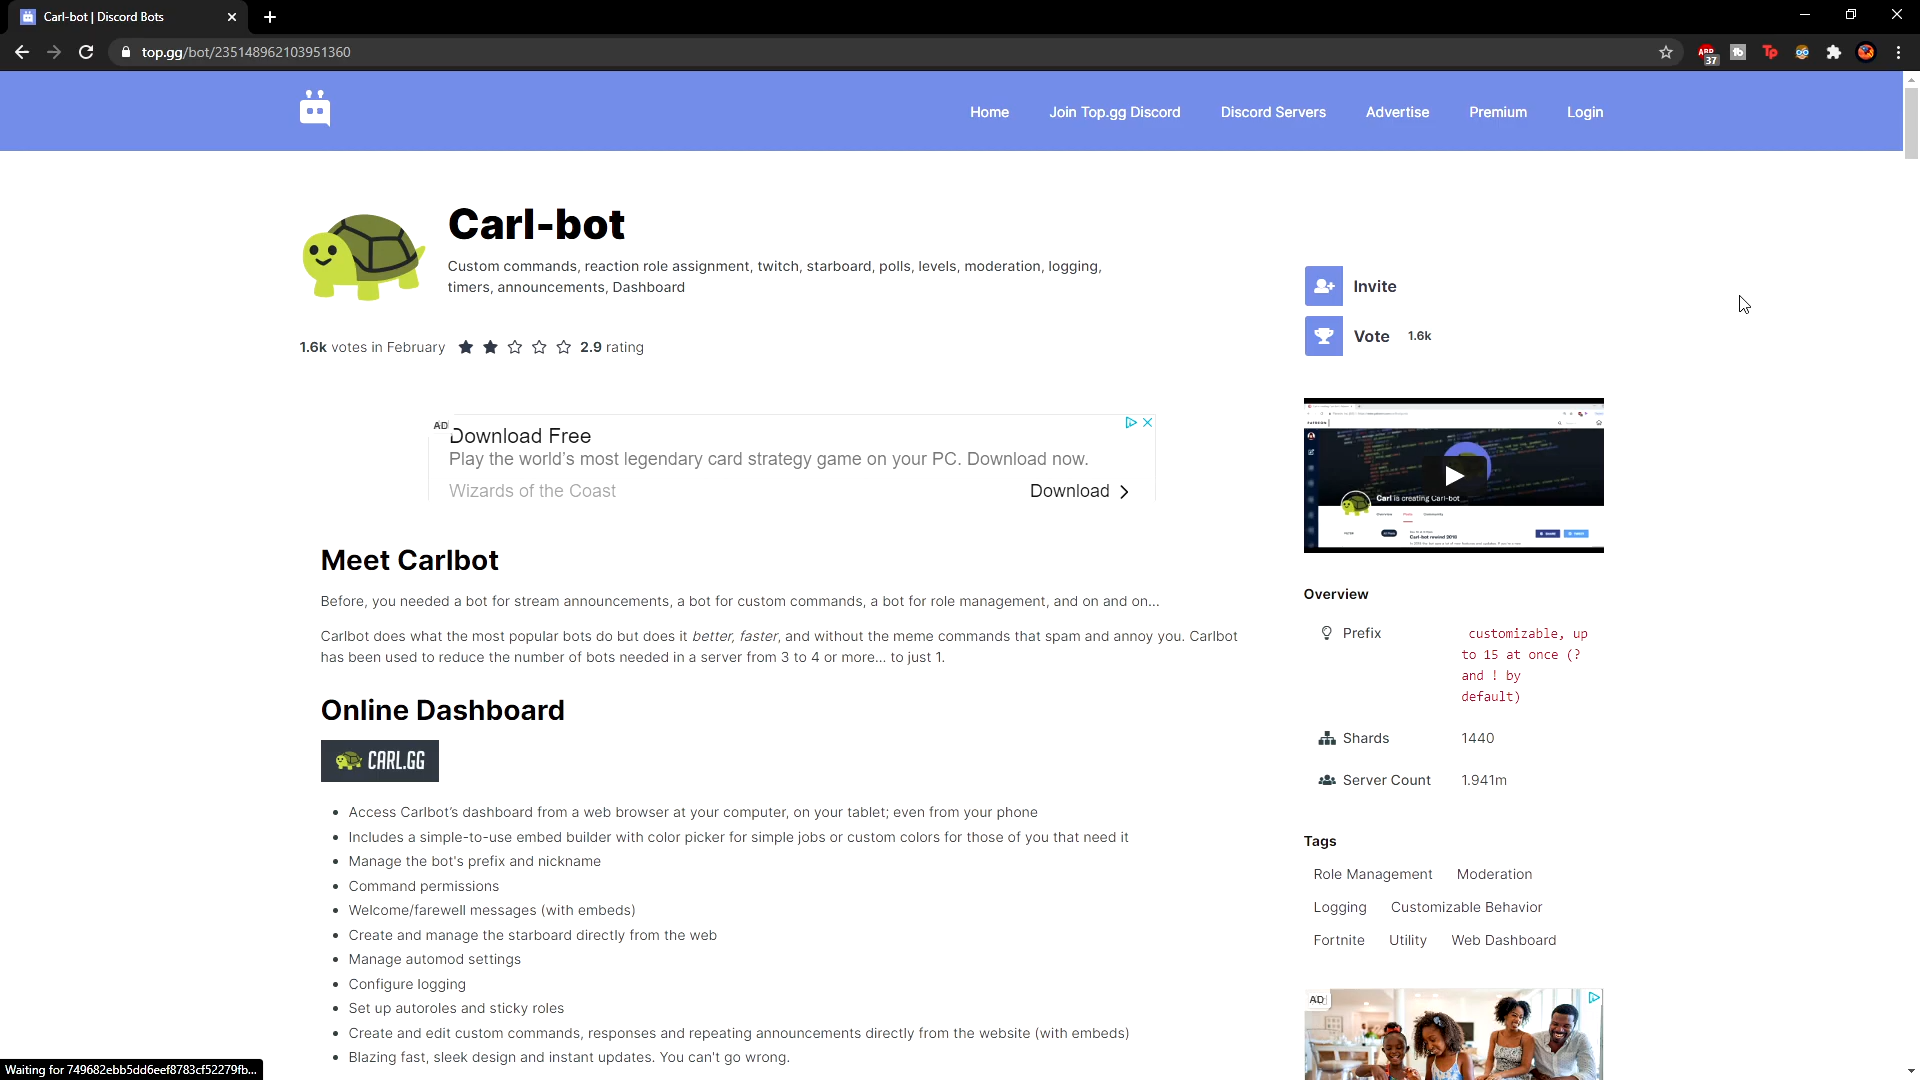 Carl-bot | Discord Bots
top.gg/bot/235148962103951360
ABP
37
Tp
Home
Join Top.gg Discord
Discord Servers
Advertise
Premium
Login
Carl-bot
Custom commands, reaction role assignment, twitch, starboard, polls, levels, moderation, logging,
timers, announcements, Dashboard
1.6k votes in February
2.9 rating
Invite
Vote 1.6k
AD
Download Free
Play the world's most legendary card strategy game on your PC. Download now.
Wizards of the Coast
Download
Carl is creating Carl-bot
Carl-bot rewind 2018
Meet Carlbot
Before, you needed a bot for stream announcements, a bot for custom commands, a bot for role management, and on and on...
Carlbot does what the most popular bots do but does it better, faster, and without the meme commands that spam and annoy you. Carlbot
has been used to reduce the number of bots needed in a server from 3 to 4 or more... to just 1.
Online Dashboard
CARL.GG
Access Carlbot's dashboard from a web browser at your computer, on your tablet; even from your phone
Includes a simple-to-use embed builder with color picker for simple jobs or custom colors for those of you that need it
Manage the bot's prefix and nickname
Command permissions
Welcome/farewell messages (with embeds)
Create and manage the starboard directly from the web
Manage automod settings
Configure logging
Set up autoroles and sticky roles
Create and edit custom commands, responses and repeating announcements directly from the website (with embeds)
Blazing fast, sleek design and instant updates. You can't go wrong.
Overview
Prefix
customizable, up
to 15 at once (?
and ! by
default)
Shards 1440
Server Count 1.941m
Tags
Role Management Moderation
Logging Customizable Behavior
Fortnite Utility Web Dashboard
AD
Waiting for 749682ebb5dd6eef8783cf52279fb...